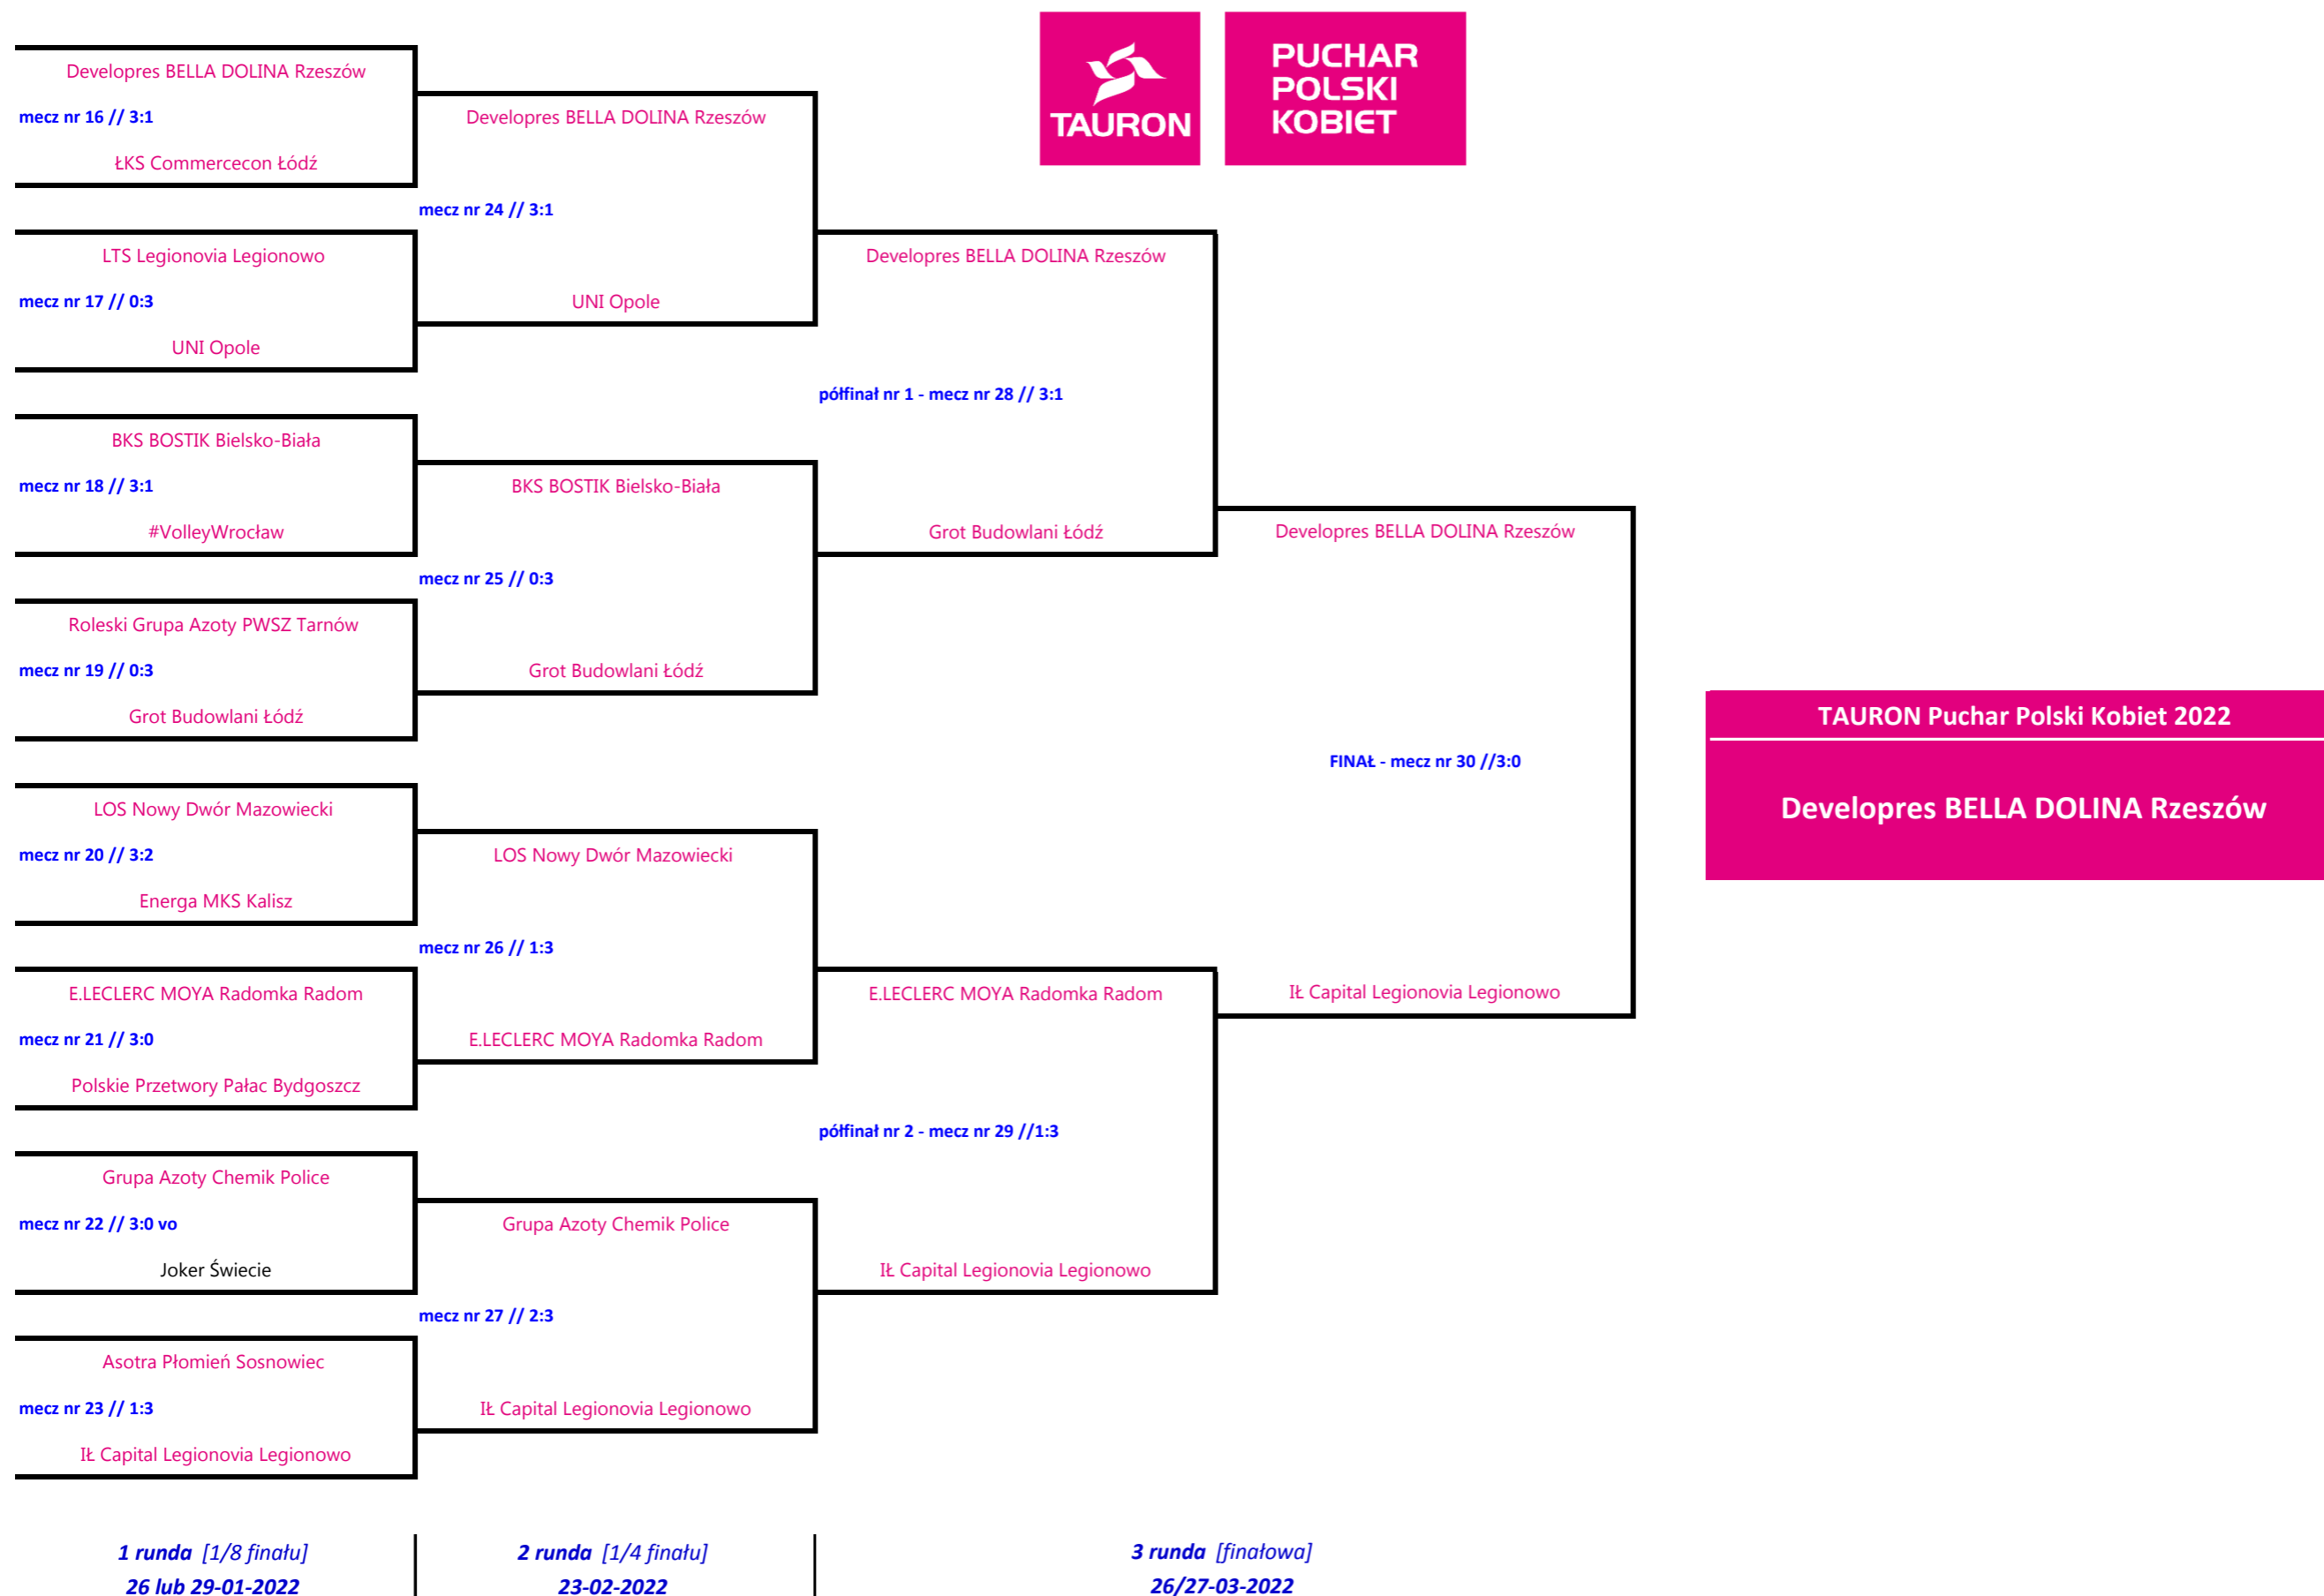 TAURON
PUCHAR
POLSKI
KOBIET
Developres BELLA DOLINA Rzeszów
mecz nr 16 // 3:1
ŁKS Commercecon Łódź
LTS Legionovia Legionowo
mecz nr 17 // 0:3
UNI Opole
BKS BOSTIK Bielsko-Biała
mecz nr 18 // 3:1
#VolleyWrocław
Roleski Grupa Azoty PWSZ Tarnów
mecz nr 19 // 0:3
Grot Budowlani Łódź
LOS Nowy Dwór Mazowiecki
mecz nr 20 // 3:2
Energa MKS Kalisz
E.LECLERC MOYA Radomka Radom
mecz nr 21 // 3:0
Polskie Przetwory Pałac Bydgoszcz
Grupa Azoty Chemik Police
mecz nr 22 // 3:0 vo
Joker Świecie
Asotra Płomień Sosnowiec
mecz nr 23 // 1:3
IŁ Capital Legionovia Legionowo
Developres BELLA DOLINA Rzeszów
mecz nr 24 // 3:1
UNI Opole
BKS BOSTIK Bielsko-Biała
mecz nr 25 // 0:3
Grot Budowlani Łódź
LOS Nowy Dwór Mazowiecki
mecz nr 26 // 1:3
E.LECLERC MOYA Radomka Radom
Grupa Azoty Chemik Police
mecz nr 27 // 2:3
IŁ Capital Legionovia Legionowo
Developres BELLA DOLINA Rzeszów
półfinał nr 1 - mecz nr 28 // 3:1
Grot Budowlani Łódź
E.LECLERC MOYA Radomka Radom
półfinał nr 2 - mecz nr 29 //1:3
IŁ Capital Legionovia Legionowo
Developres BELLA DOLINA Rzeszów
FINAŁ - mecz nr 30 //3:0
IŁ Capital Legionovia Legionowo
TAURON Puchar Polski Kobiet 2022
Developres BELLA DOLINA Rzeszów
1 runda [1/8 finału]
26 lub 29-01-2022
2 runda [1/4 finału]
23-02-2022
3 runda [finałowa]
26/27-03-2022